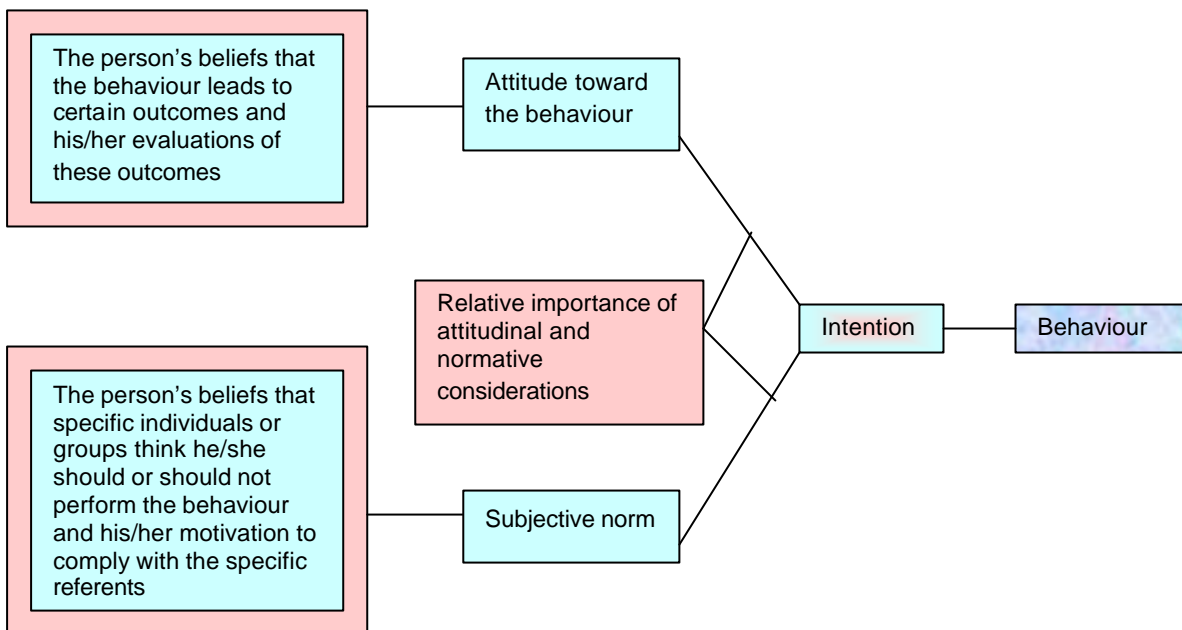 The person’s beliefs that
the behaviour leads to
certain outcomes and
his/her evaluations of
these outcomes
Attitude toward
the behaviour
Relative importance of
attitudinal and
normative
considerations
Intention
Behaviour
The person’s beliefs that
specific individuals or
groups think he/she
should or should not
perform the behaviour
and his/her motivation to
comply with the specific
referents
Subjective norm